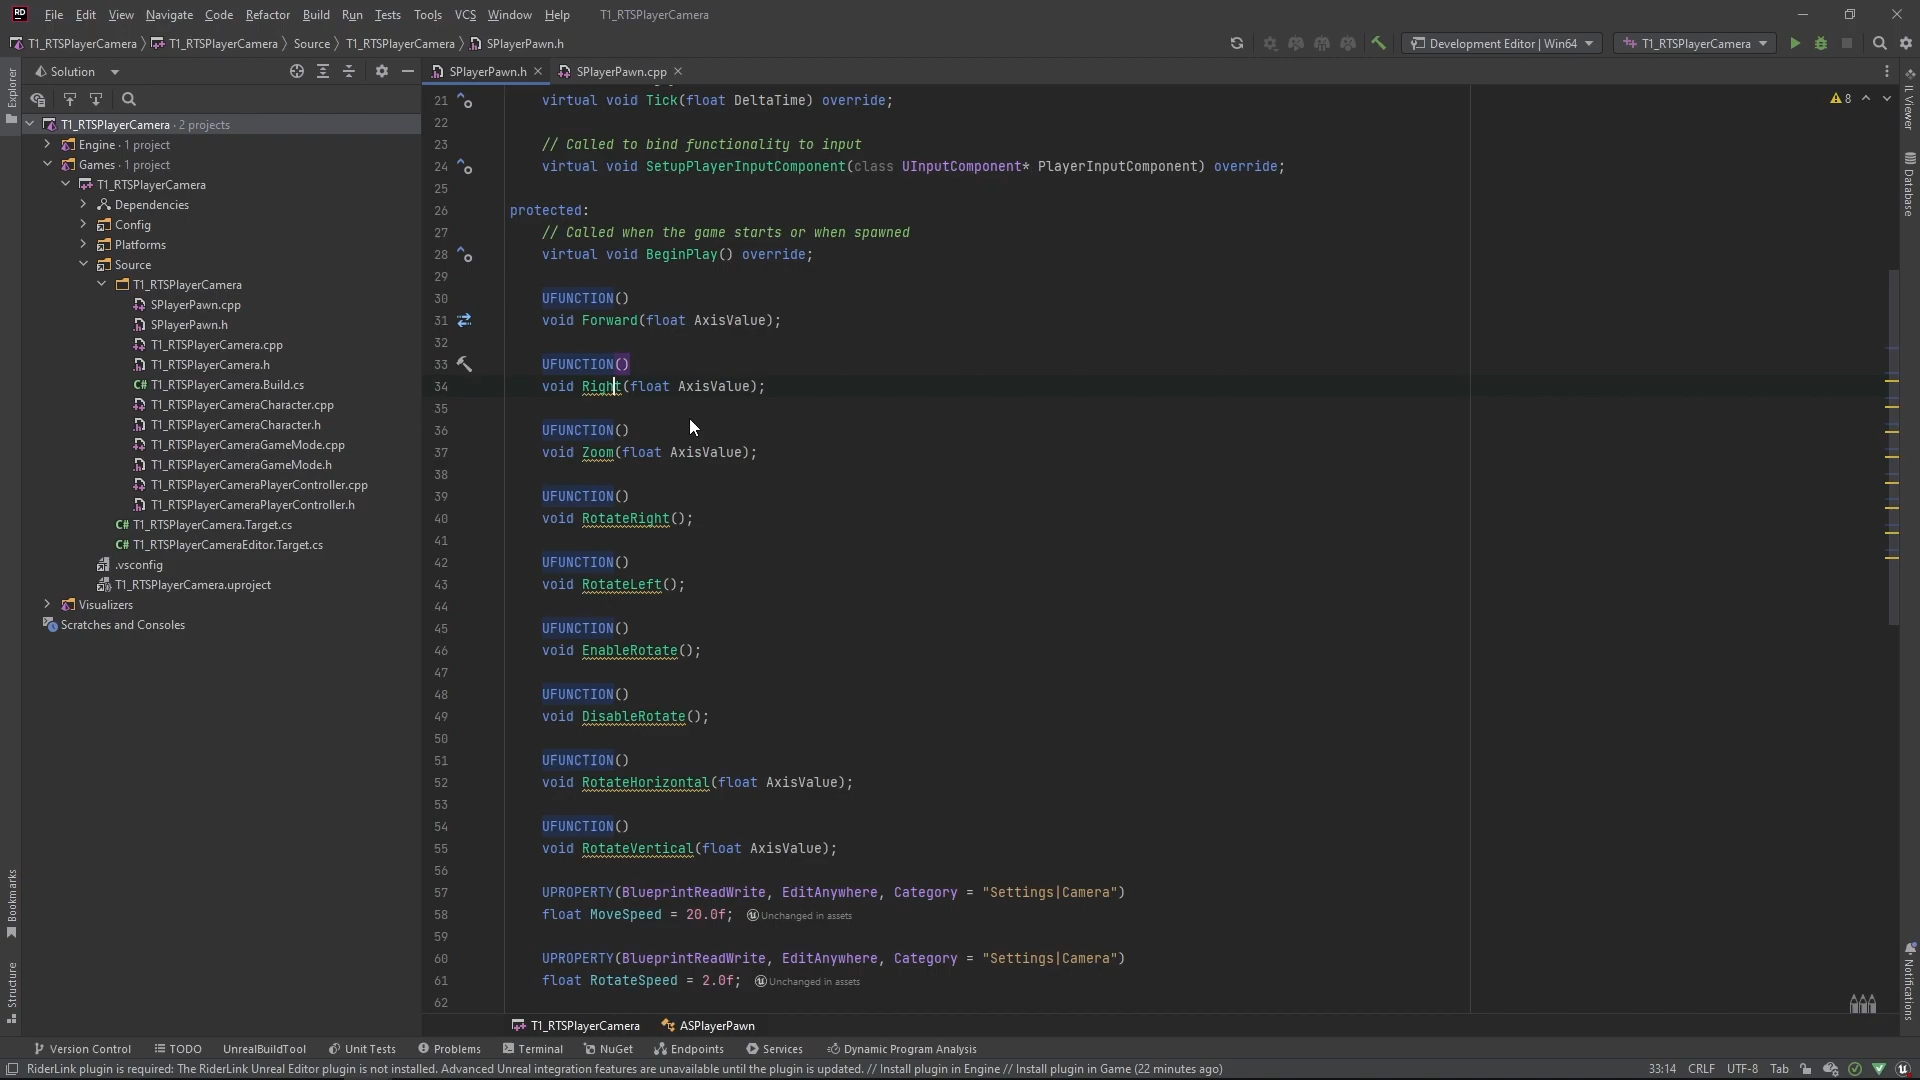 RD File Edit View Navigate Code Refactor Build Run Tests Tools VCS Window Help T1_RTSPlayerCamera
T1_RTSPlayerCamera T1_RTSPlayerCamera Source T1_RTSPlayerCamera SPlayerPawn.h Development Editor | Win64 T1_RTSPlayerCamera
Explorer
Solution
SPlayerPawn.h
SPlayerPawn.cpp
T1_RTSPlayerCamera · 2 projects
Engine · 1 project
Games · 1 project
T1_RTSPlayerCamera
Dependencies
Config
Platforms
Source
T1_RTSPlayerCamera
SPlayerPawn.cpp
SPlayerPawn.h
T1_RTSPlayerCamera.cpp
T1_RTSPlayerCamera.h
C# T1_RTSPlayerCamera.Build.cs
T1_RTSPlayerCameraCharacter.cpp
T1_RTSPlayerCameraCharacter.h
T1_RTSPlayerCameraGameMode.cpp
T1_RTSPlayerCameraGameMode.h
T1_RTSPlayerCameraPlayerController.cpp
T1_RTSPlayerCameraPlayerController.h
C# T1_RTSPlayerCamera.Target.cs
C# T1_RTSPlayerCameraEditor.Target.cs
.vsconfig
T1_RTSPlayerCamera.uproject
Visualizers
Scratches and Consoles
Bookmarks
Structure
21 virtual void Tick(float DeltaTime) override;
22
23 // Called to bind functionality to input
24 virtual void SetupPlayerInputComponent(class UInputComponent* PlayerInputComponent) override;
25
26 protected:
27 // Called when the game starts or when spawned
28 virtual void BeginPlay() override;
29
30 UFUNCTION()
31 void Forward(float AxisValue);
32
33 UFUNCTION()
34 void Right(float AxisValue);
35
36 UFUNCTION()
37 void Zoom(float AxisValue);
38
39 UFUNCTION()
40 void RotateRight();
41
42 UFUNCTION()
43 void RotateLeft();
44
45 UFUNCTION()
46 void EnableRotate();
47
48 UFUNCTION()
49 void DisableRotate();
50
51 UFUNCTION()
52 void RotateHorizontal(float AxisValue);
53
54 UFUNCTION()
55 void RotateVertical(float AxisValue);
56
57 UPROPERTY(BlueprintReadWrite, EditAnywhere, Category = "Settings|Camera")
58 float MoveSpeed = 20.0f; Unchanged in assets
59
60 UPROPERTY(BlueprintReadWrite, EditAnywhere, Category = "Settings|Camera")
61 float RotateSpeed = 2.0f; Unchanged in assets
62
8
IL Viewer
Database
Notifications
T1_RTSPlayerCamera ASPlayerPawn
Version Control TODO UnrealBuildTool Unit Tests Problems Terminal NuGet Endpoints Services Dynamic Program Analysis
RiderLink plugin is required: The RiderLink Unreal Editor plugin is not installed. Advanced Unreal integration features are unavailable until the plugin is updated. // Install plugin in Engine // Install plugin in Game (22 minutes ago) 33:14 CRLF UTF-8 Tab